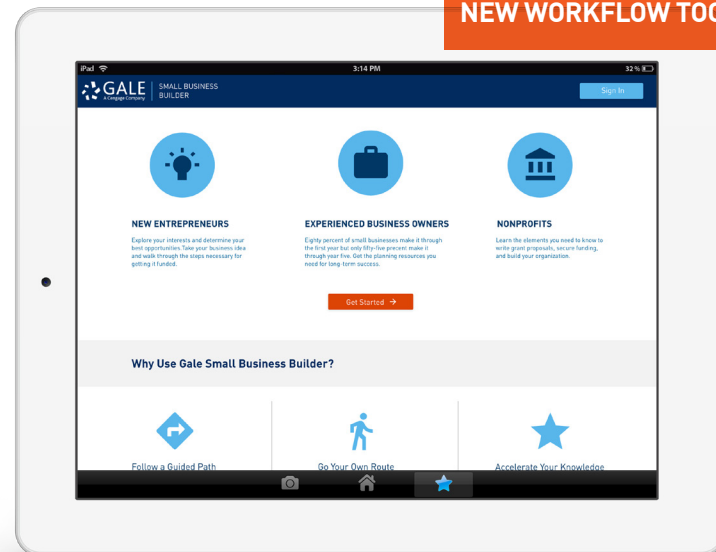 NEW WORKFLOW TOO
iPad
3:14 PM
32%
GALE
A Cengage Company
SMALL BUSINESS
BUILDER
Sign In
NEW ENTREPRENEURS
Explore your interests and determine your
best opportunities. Take your business idea
and walk through the steps necessary for
getting it funded.
EXPERIENCED BUSINESS OWNERS
Eighty percent of small businesses make it through
the first year but only fifty-five precent make it
through year five. Get the planning resources you
need for long-term success.
NONPROFITS
Learn the elements you need to know to
write grant proposals, secure funding,
and build your organization.
Get Started
Why Use Gale Small Business Builder?
Follow a Guided Path
Go Your Own Route
Accelerate Your Knowledge